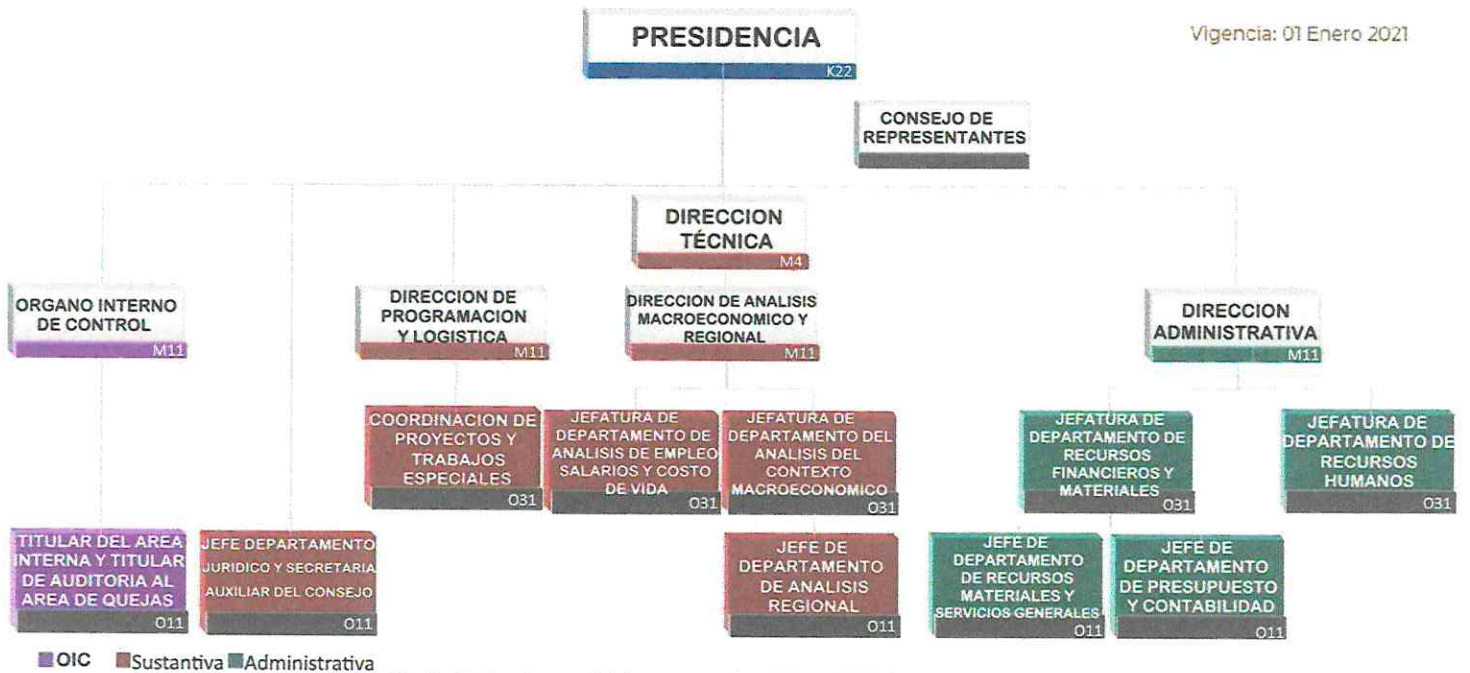 PRESIDENCIA
K22
Vigencia: 01 Enero 2021
CONSEJO DE
REPRESENTANTES
DIRECCION
TÉCNICA
M4
ORGANO INTERNO
DE CONTROL
M11
DIRECCION DE
PROGRAMACION
Y LOGISTICA
M11
DIRECCION DE ANALISIS
MACROECONOMICO Y
REGIONAL
M11
DIRECCION
ADMINISTRATIVA
M11
COORDINACION DE
PROYECTOS Y
TRABAJOS
ESPECIALES
O31
JEFATURA DE
DEPARTAMENTO DE
ANALISIS DE EMPLEO
SALARIOS Y COSTO
DE VIDA
O31
JEFATURA DE
DEPARTAMENTO DEL
ANALISIS DEL
CONTEXTO
MACROECONOMICO
O31
JEFATURA DE
DEPARTAMENTO DE
RECURSOS
FINANCIEROS Y
MATERIALES
O31
JEFATURA DE
DEPARTAMENTO DE
RECURSOS
HUMANOS
O31
TITULAR DEL AREA
INTERNA Y TITULAR
DE AUDITORIA AL
AREA DE QUEJAS
O11
JEFE DEPARTAMENTO
JURIDICO Y SECRETARIA
AUXILIAR DEL CONSEJO
O11
JEFE DE
DEPARTAMENTO
DE ANALISIS
REGIONAL
O11
JEFE DE
DEPARTAMENTO
DE RECURSOS
MATERIALES Y
SERVICIOS GENERALES
O11
JEFE DE
DEPARTAMENTO
DE PRESUPUESTO
Y CONTABILIDAD
O11
OIC Sustantiva Administrativa